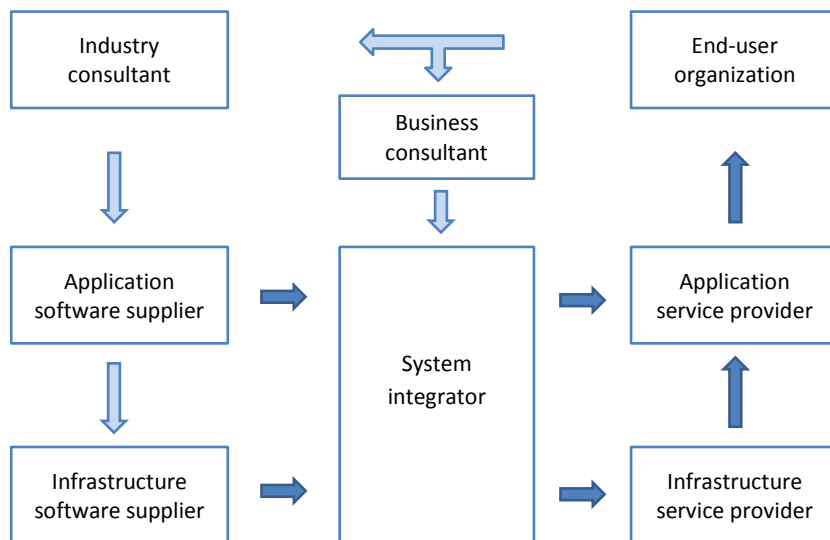 Industry
consultant
End-user
organization
Business
consultant
Application
software supplier
System
integrator
Application
service provider
Infrastructure
software supplier
Infrastructure
service provider